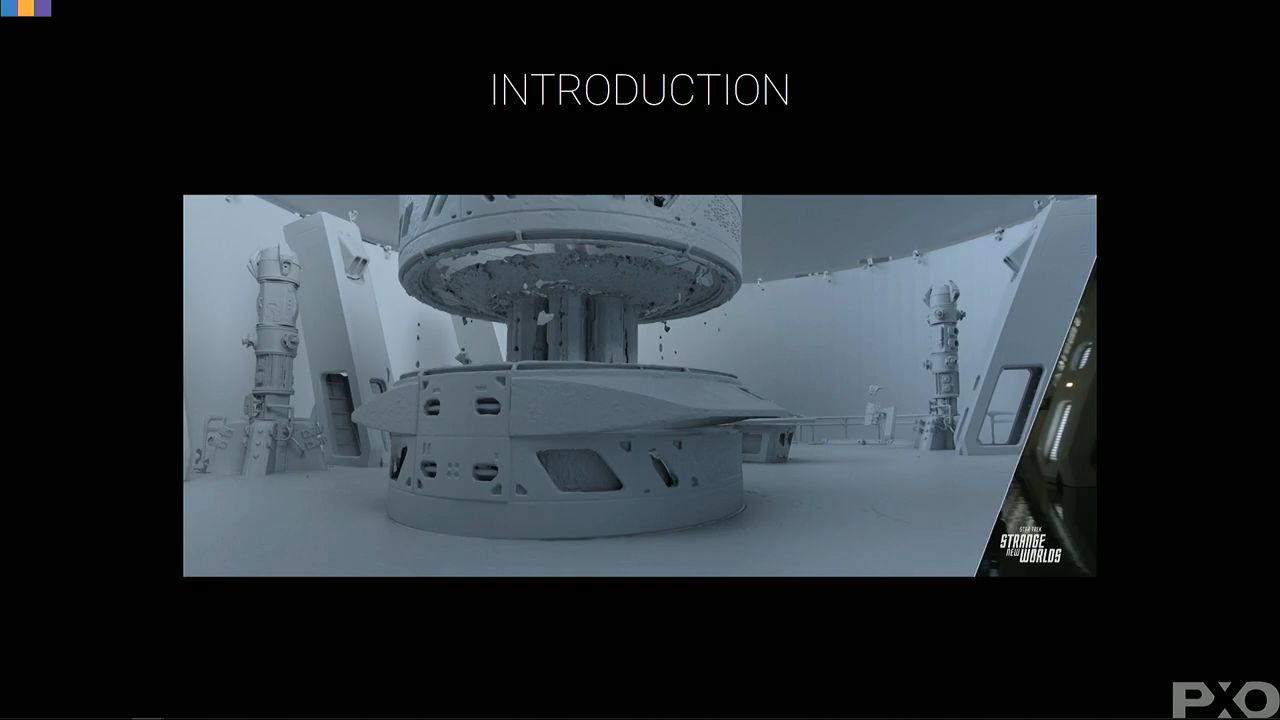 INTRODUCTION
STAR TREK
STRANGE
NEW WORLDS
PXO